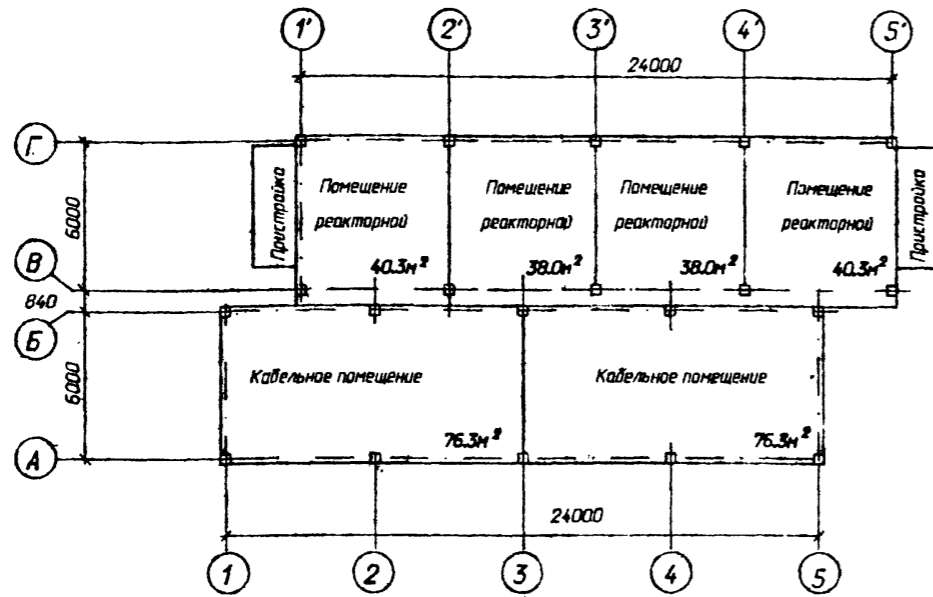 1' 2' 3' 4' 5'
24000
Г
Пристройка
Помещение
реакторной
40.3м²
Помещение
реакторной
38.0м²
Помещение
реакторной
38.0м²
Помещение
реакторной
40.3м²
Пристройка
6000
В
840
Б
6000
Кабельное помещение
76.3м²
Кабельное помещение
76.3м²
А
24000
1 2 3 4 5